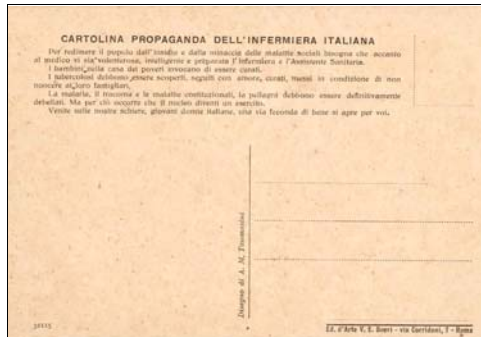 CARTOLINA PROPAGANDA DELL'INFERMIERA ITALIANA
Per redimere il popolo dall'insidia e dalla minaccia delle malattie sociali bisogna che accanto
al medico vi sia volenterosa, intelligente e preparata l'Infermiera e l'Assistente Sanitaria.
I bambini nella casa dei poveri invocano di essere curati.
I tubercolosi debbono essere scoperti, seguiti con amore, curati, messi in condizione di non
nuocere ai loro famigliari.
La malaria, il tracoma e le malattie costituzionali, la pellagra debbono essere definitivamente
debellati. Ma per ciò occorre che il nucleo diventi un esercito.
Venite nelle nostre schiere, giovani donne italiane, una via feconda di bene si apre per voi.
Disegno di A. M.
Ed. d'Arte V. E. Boeri - via Corridoni, 7 - Roma